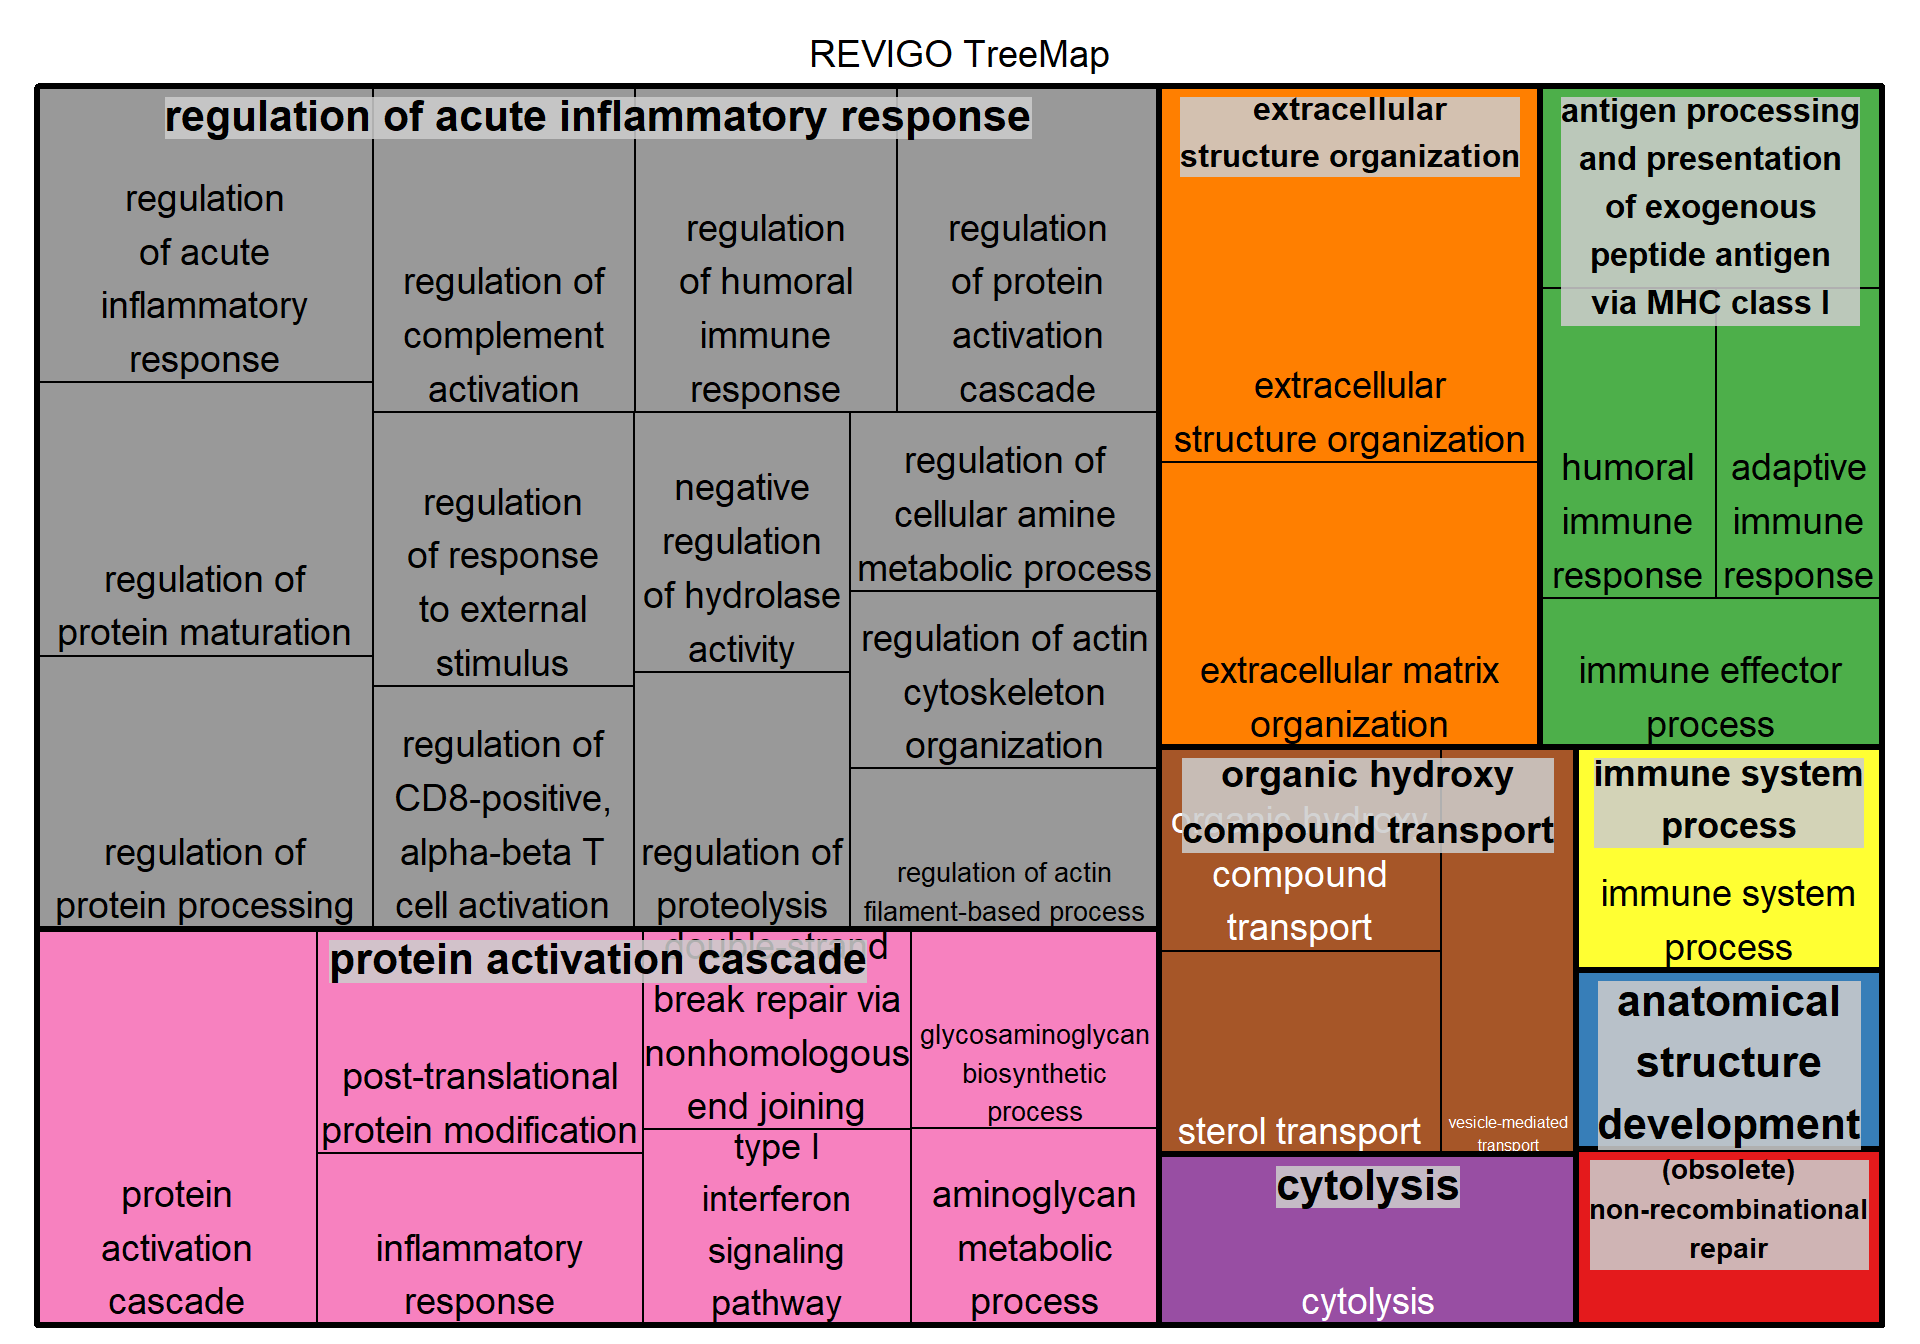 REVIGO TreeMap
regulation of acute inflammatory response
regulation
of acute
inflammatory
response
regulation of
complement
activation
regulation
of humoral
immune
response
regulation
of protein
activation
cascade
regulation of
protein maturation
regulation
of response
to external
stimulus
negative
regulation
of hydrolase
activity
regulation of
cellular amine
metabolic process
regulation of actin
cytoskeleton
organization
regulation of
protein processing
regulation of
CD8-positive,
alpha-beta T
cell activation
regulation of
proteolysis
regulation of actin
filament-based process
protein activation cascade
protein
activation
cascade
post-translational
protein modification
inflammatory
response
double-strand
break repair via
nonhomologous
end joining
type I
interferon
signaling
pathway
glycosaminoglycan
biosynthetic
process
aminoglycan
metabolic
process
extracellular
structure organization
extracellular
structure organization
extracellular matrix
organization
antigen processing
and presentation
of exogenous
peptide antigen
via MHC class I
humoral
immune
response
adaptive
immune
response
immune effector
process
organic hydroxy
compound transport
organic hydroxy
compound
transport
sterol transport
vesicle-mediated
transport
immune system
process
immune system
process
anatomical
structure
development
cytolysis
cytolysis
(obsolete)
non-recombinational
repair